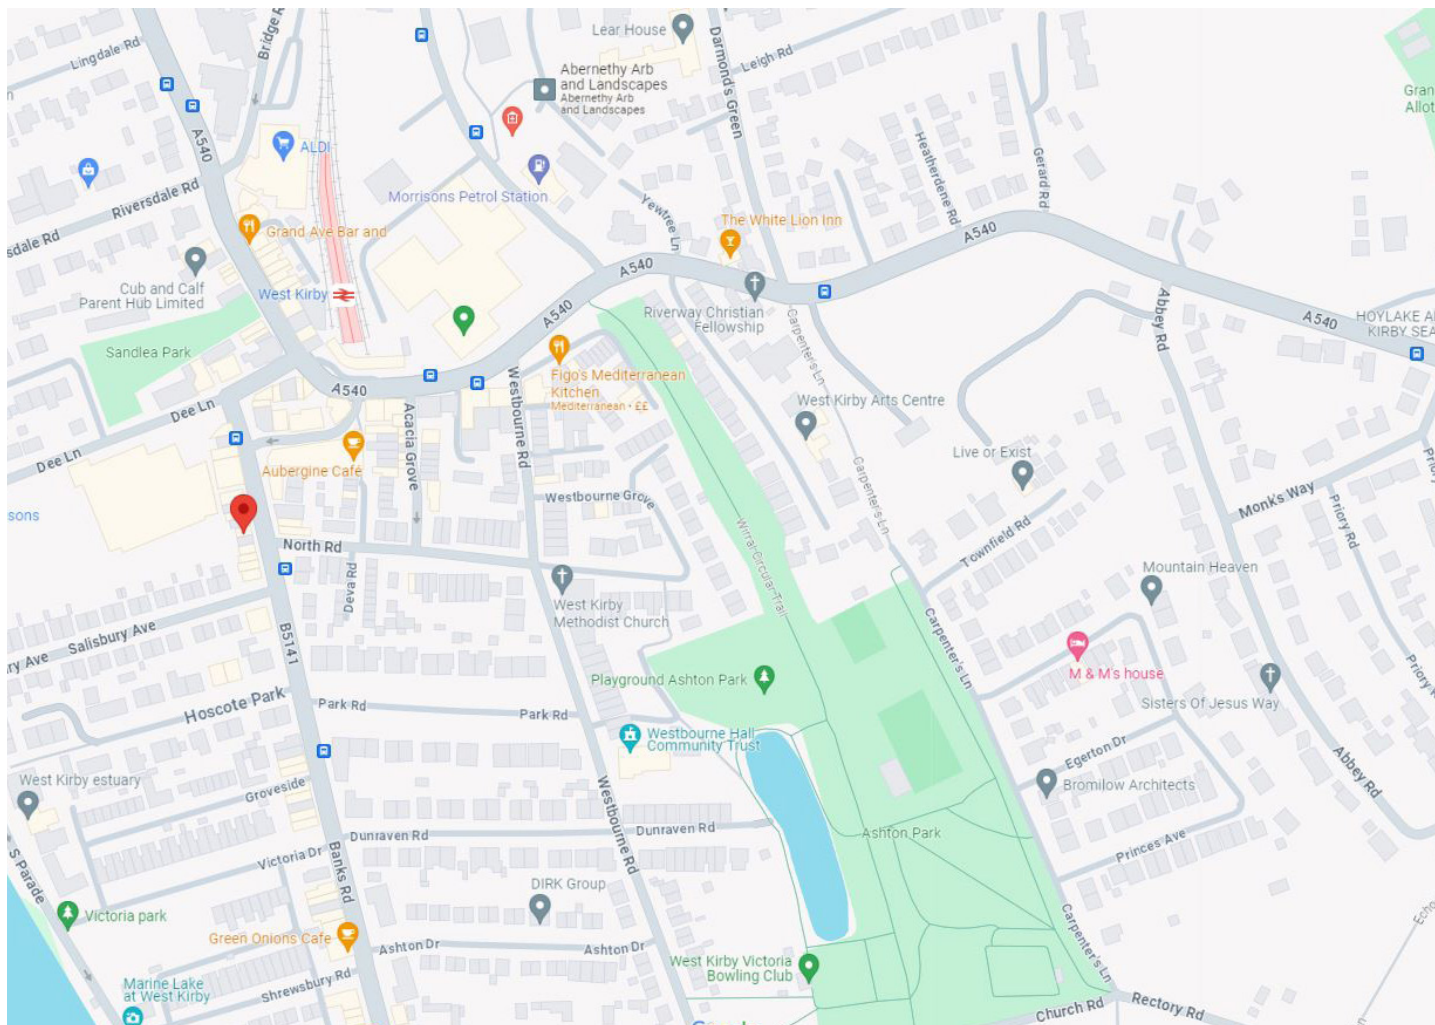 Lingdale Rd
Bridge R
Lear House
Darmond's Green
Leigh Rd
Abernethy Arb
and Landscapes
Abernethy Arb
and Landscapes
Gran
Allot
A540
ALDI
Heatherdene Rd
Gerard Rd
Riversdale Rd
Morrisons Petrol Station
Yewtree Ln
The White Lion Inn
sdale Rd
Grand Ave Bar and
A540
A540
Cub and Calf
Parent Hub Limited
West Kirby
Riverway Christian
Fellowship
Abbey Rd
HOYLAKE A
KIRBY SEA
A540
A540
Carpenter's Ln
Sandlea Park
Figo's Mediterranean
Kitchen
Mediterranean • ££
A540
Westbourne Rd
West Kirby Arts Centre
Dee Ln
Acacia Grove
Dee Ln
Aubergine Café
Live or Exist
Carpenter's Ln
Priory
sons
Westbourne Grove
Monk's Way
Wirral Circular Trail
Townfield Rd
Priory Rd
North Rd
Deva Rd
West Kirby
Methodist Church
Mountain Heaven
Salisbury Ave
ry Ave
B5141
Carpenter's Ln
Playground Ashton Park
M & M's house
Priory R
Hoscote Park
Park Rd
Park Rd
Sisters Of Jesus Way
Westbourne Hall
Community Trust
Egerton Dr
West Kirby estuary
Groveside
Westbourne Rd
Bromilow Architects
Abbey Rd
Dunraven Rd
Dunraven Rd
Ashton Park
Princes Ave
S Parade
Victoria Dr
Banks Rd
DIRK Group
Victoria park
Green Onions Cafe
Ashton Dr
Ashton Dr
Carpenter's Ln
Echo
West Kirby Victoria
Bowling Club
Marine Lake
at West Kirby
Shrewsbury Rd
Church Rd
Rectory Rd